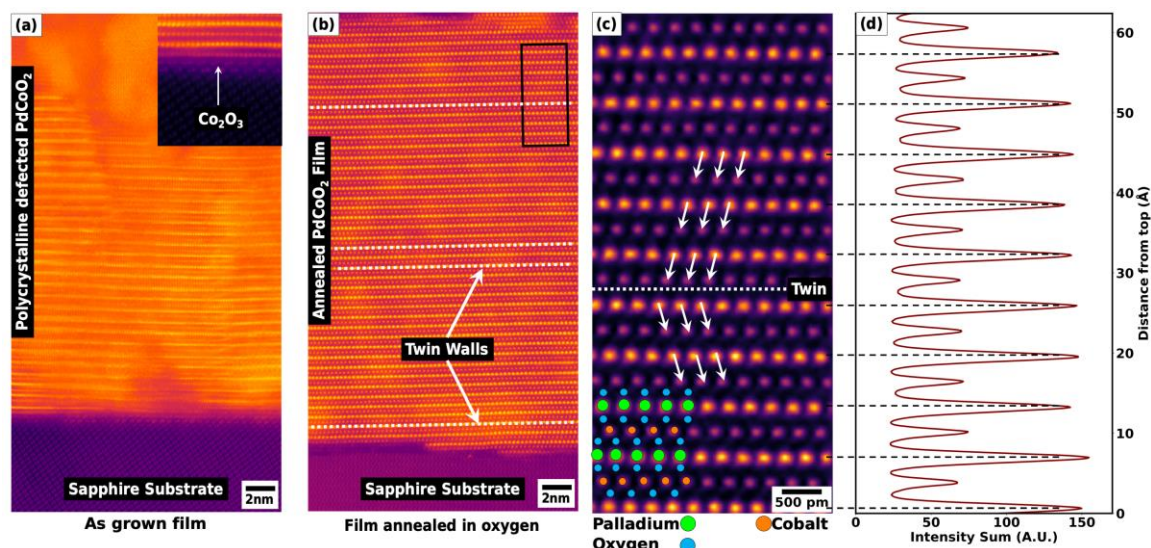 (a)
Polycrystalline defected PdCoO₂
Co₂O₃
Sapphire Substrate
2nm
As grown film
(b)
Annealed PdCoO₂ Film
Twin Walls
Sapphire Substrate
2nm
Film annealed in oxygen
(c)
Twin
500 pm
Palladium
Cobalt
Oxygen
(d)
60
50
40
30
20
10
0
Distance from top (Å)
0 50 100 150
Intensity Sum (A.U.)